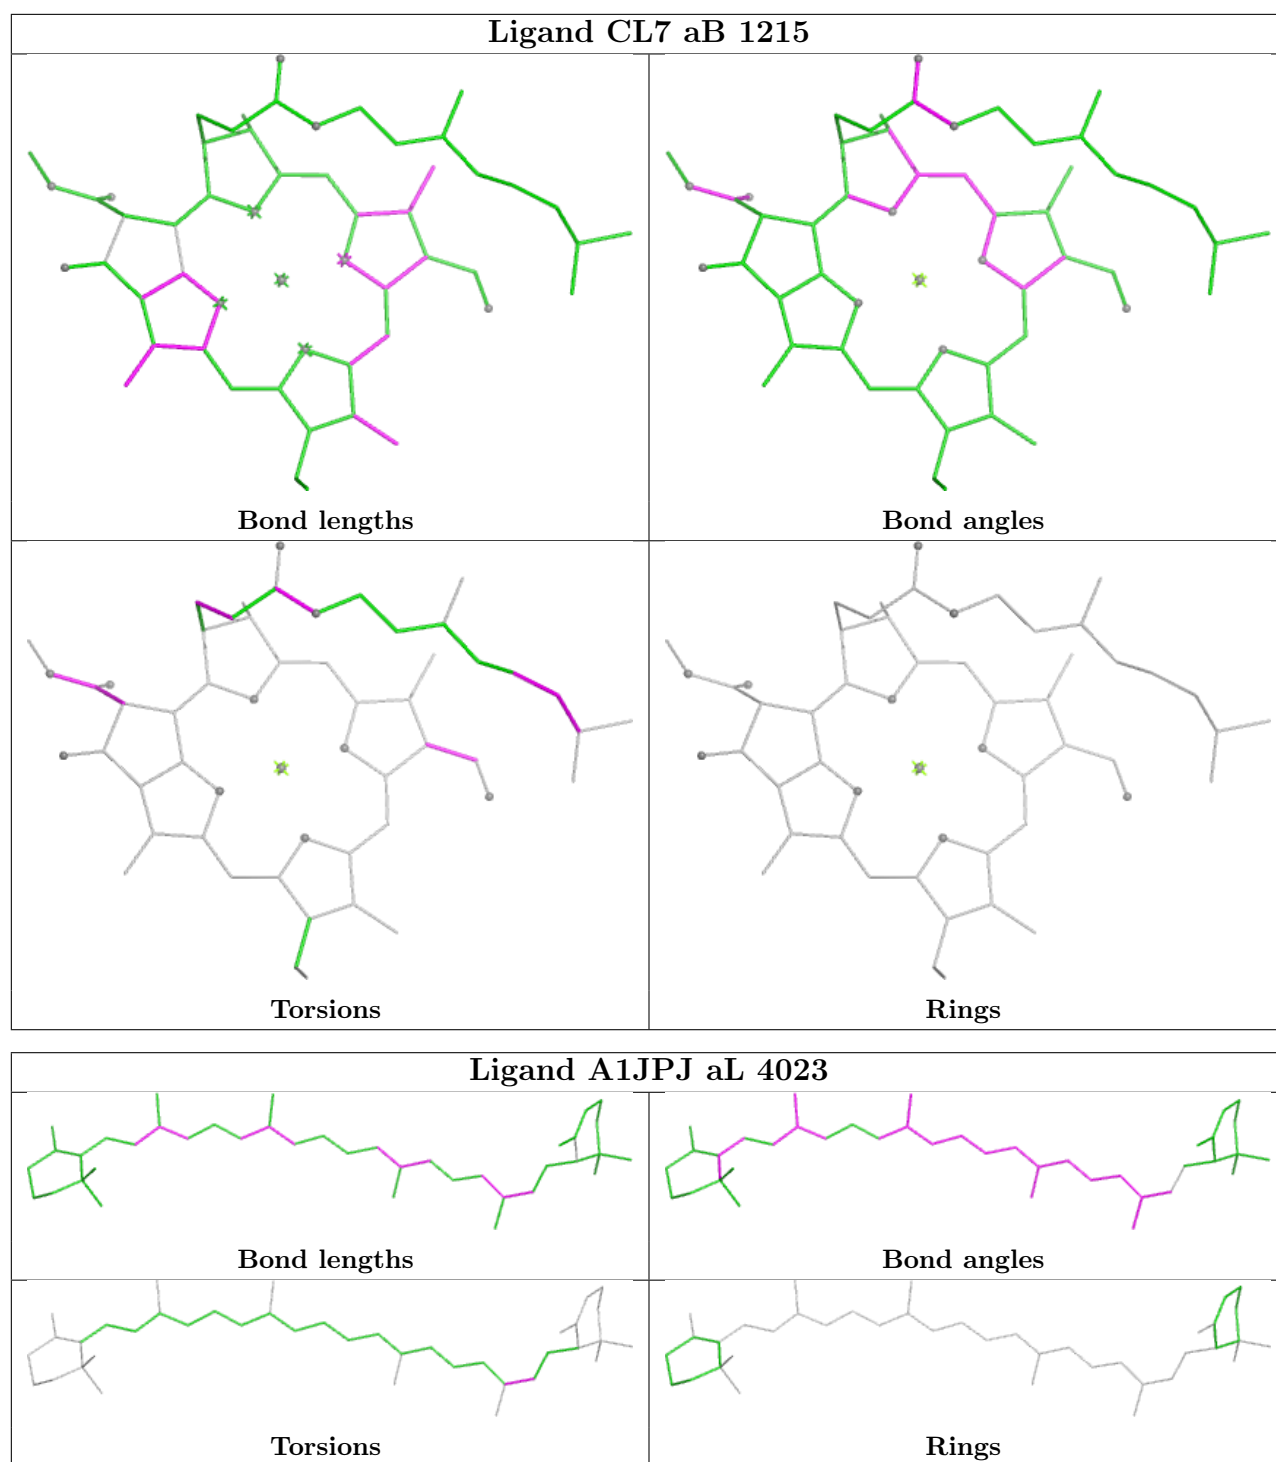 Ligand CL7 aB 1215
Bond lengths
Bond angles
Torsions
Rings
Ligand A1JPJ aL 4023
Bond lengths
Bond angles
Torsions
Rings